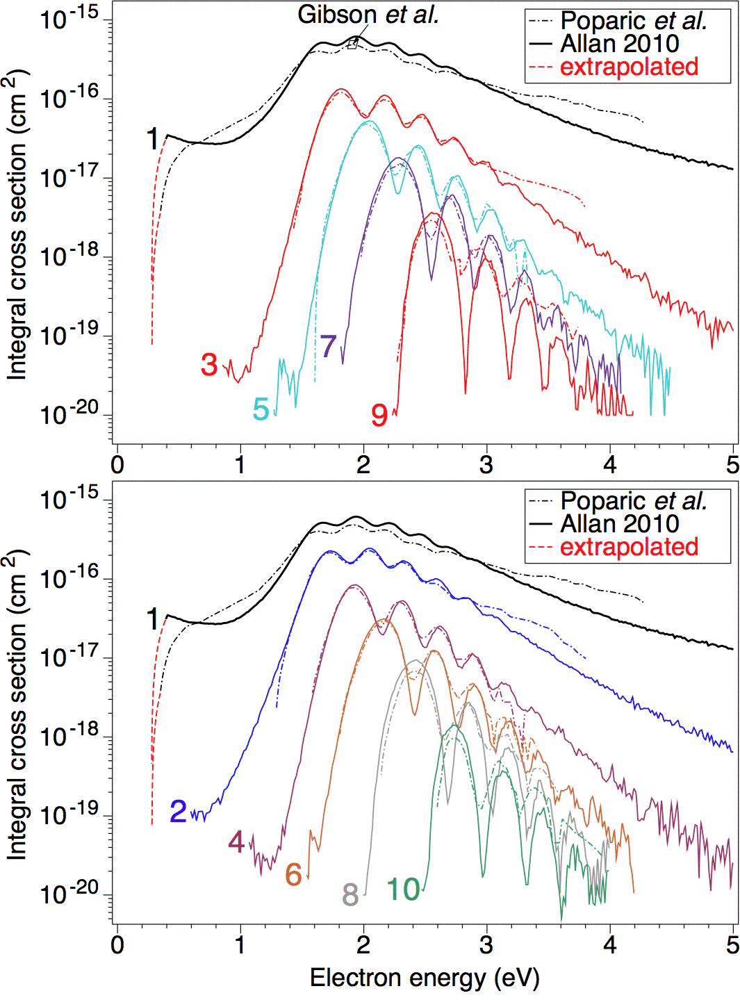 Gibson et al.
Poparic et al.
Allan 2010
extrapolated
10-15
10-16
10-17
10-18
10-19
10-20
Integral cross section (cm2)
1
3
5
7
9
0 1 2 3 4 5
Poparic et al.
Allan 2010
extrapolated
10-15
10-16
10-17
10-18
10-19
10-20
Integral cross section (cm2)
1
2
4
6
8
10
0 1 2 3 4 5
Electron energy (eV)